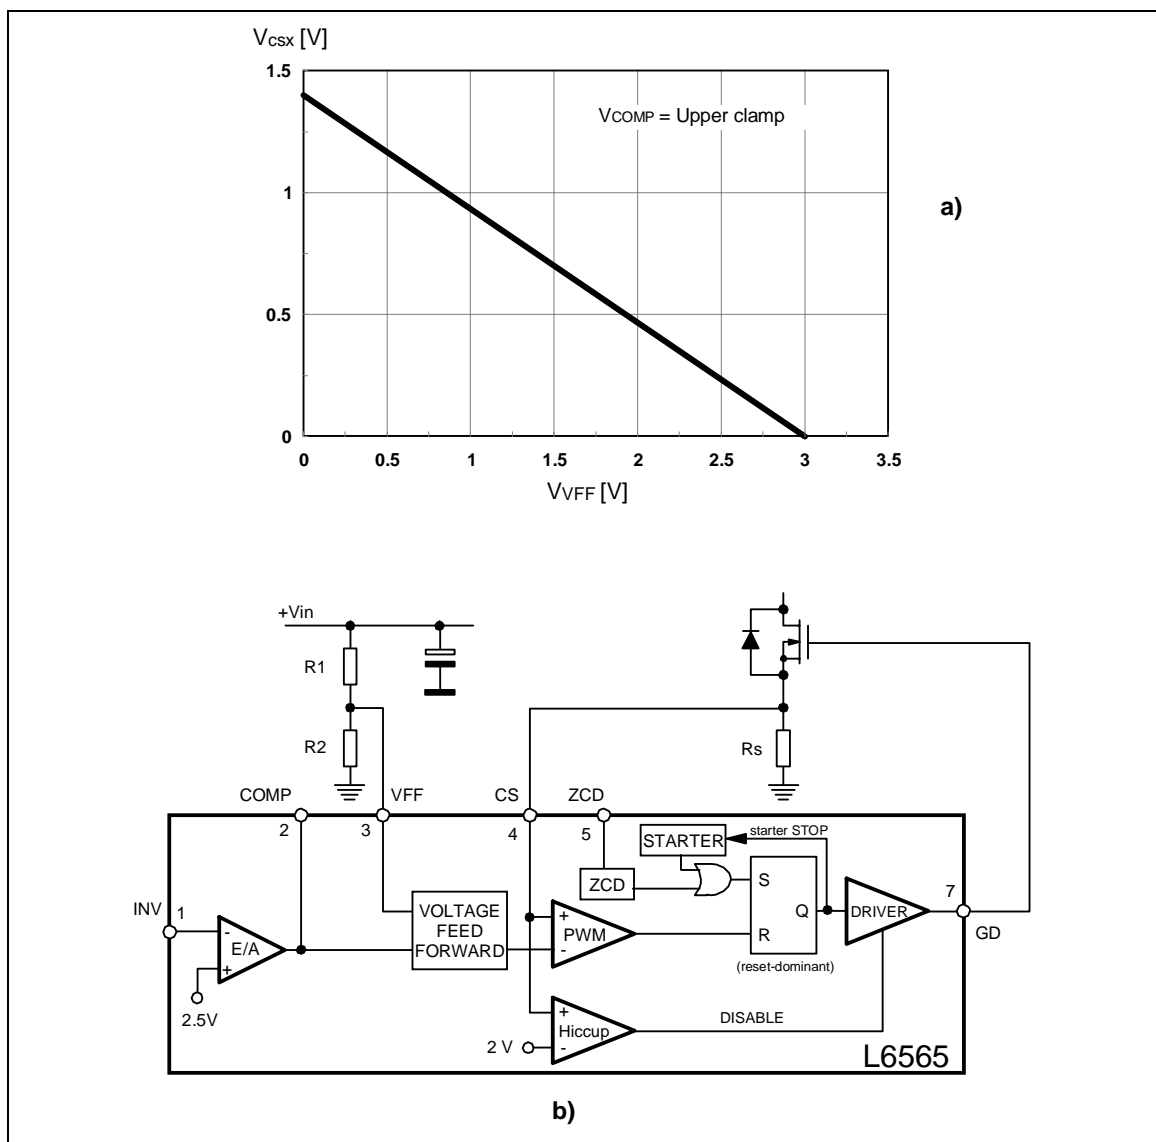 Vcsx [V]
1.5
VCOMP = Upper clamp
1
a)
0.5
0
0 0.5 1 1.5 2 2.5 3 3.5
VVFF [V]
+Vin
R1
R2
Rs
COMP VFF CS ZCD
2 3 4 5
starter STOP
STARTER
ZCD
S
7
INV 1
VOLTAGE
FEED
FORWARD
+
PWM
-
Q
DRIVER
-
E/A
+
R
GD
(reset-dominant)
2.5V
+
Hiccup
-
DISABLE
2 V
L6565
b)